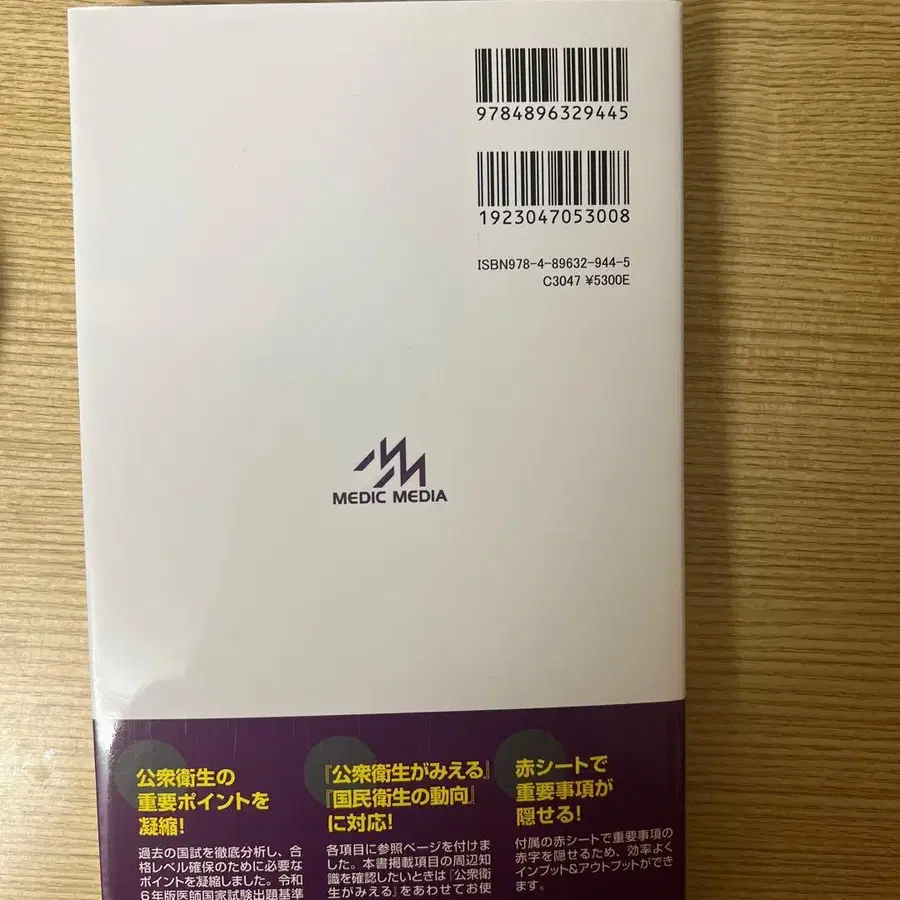 9784896329445
1923047053008
ISBN978-4-89632-944-5
C3047 ¥5300E
MEDIC MEDIA
公衆衛生の
重要ポイントを
凝縮!
過去の国試を徹底分析し、合
格レベル確保のために必要な
ポイントを凝縮しました。令和
6年版医師国家試験出題基準
『公衆衛生がみえる』
『国民衛生の動向』
に対応!
各項目に参照ページを付けま
した。本書掲載項目の周辺知
識を確認したいときは『公衆衛
生がみえる』をあわせてお使
赤シートで
重要事項が
隠せる!
付属の赤シートで重要事項の
赤字を隠せるため、効率よく
インプット&アウトプットができ
ます。